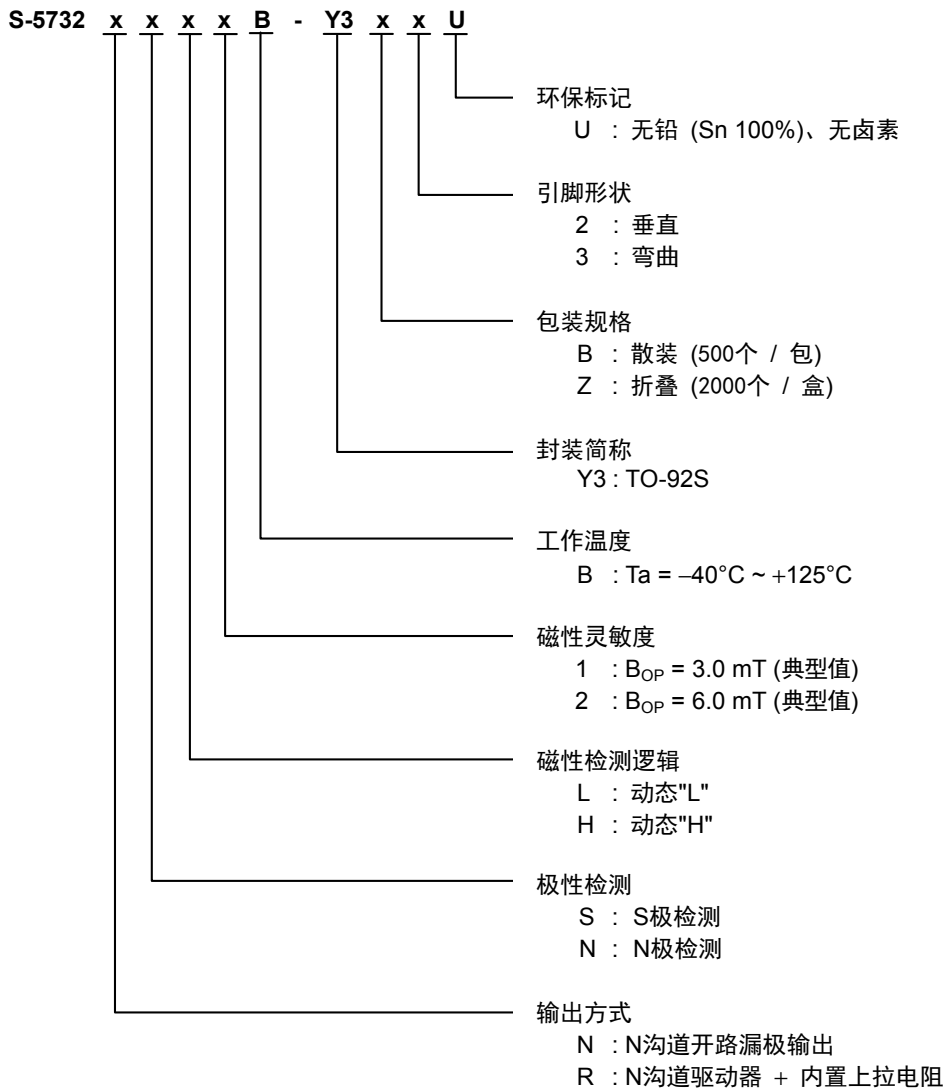 S-5732 x x x x B - Y3 x x U
环保标记
U : 无铅 (Sn 100%)、无卤素
引脚形状
2 : 垂直
3 : 弯曲
包装规格
B : 散装 (500个 / 包)
Z : 折叠 (2000个 / 盒)
封装简称
Y3 : TO-92S
工作温度
B : Ta = −40°C ~ +125°C
磁性灵敏度
1 : BOP = 3.0 mT (典型值)
2 : BOP = 6.0 mT (典型值)
磁性检测逻辑
L : 动态"L"
H : 动态"H"
极性检测
S : S极检测
N : N极检测
输出方式
N : N沟道开路漏极输出
R : N沟道驱动器 + 内置上拉电阻